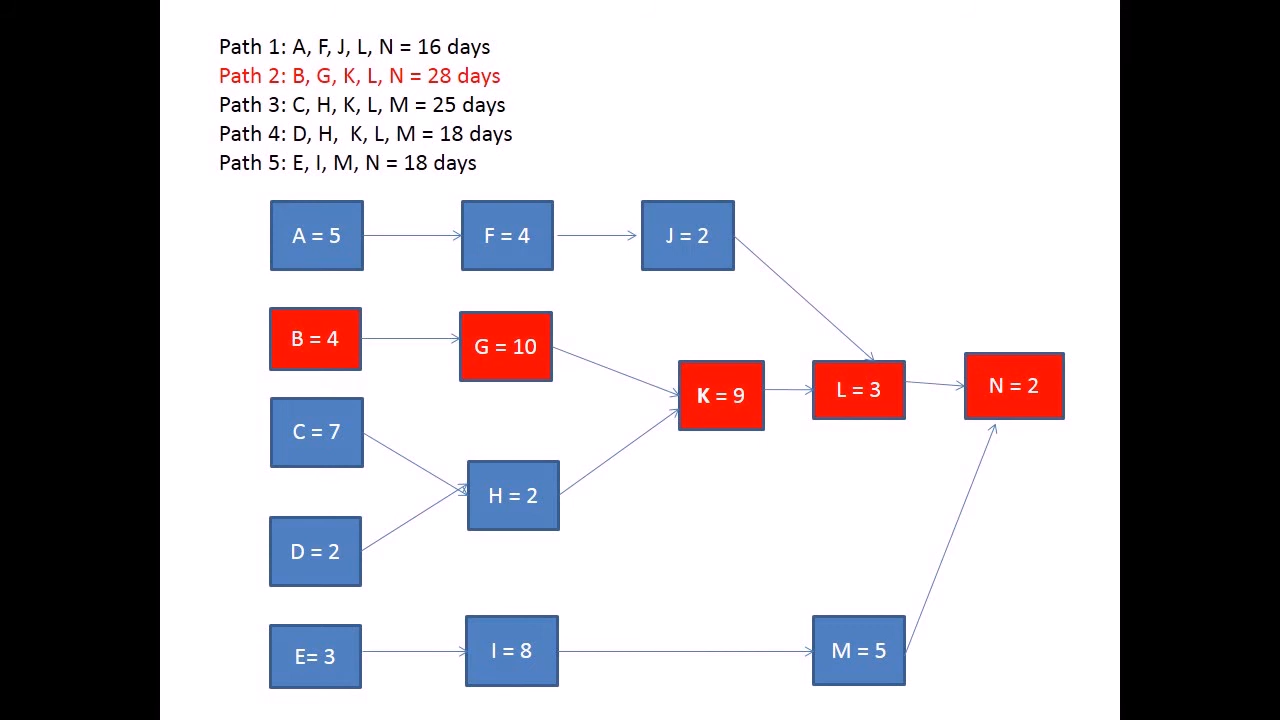 Path 1: A, F, J, L, N = 16 days
Path 2: B, G, K, L, N = 28 days
Path 3: C, H, K, L, M = 25 days
Path 4: D, H,  K, L, M = 18 days
Path 5: E, I, M, N = 18 days
A = 5
F = 4
J = 2
B = 4
G = 10
K = 9
L = 3
N = 2
C = 7
H = 2
D = 2
E= 3
I = 8
M = 5